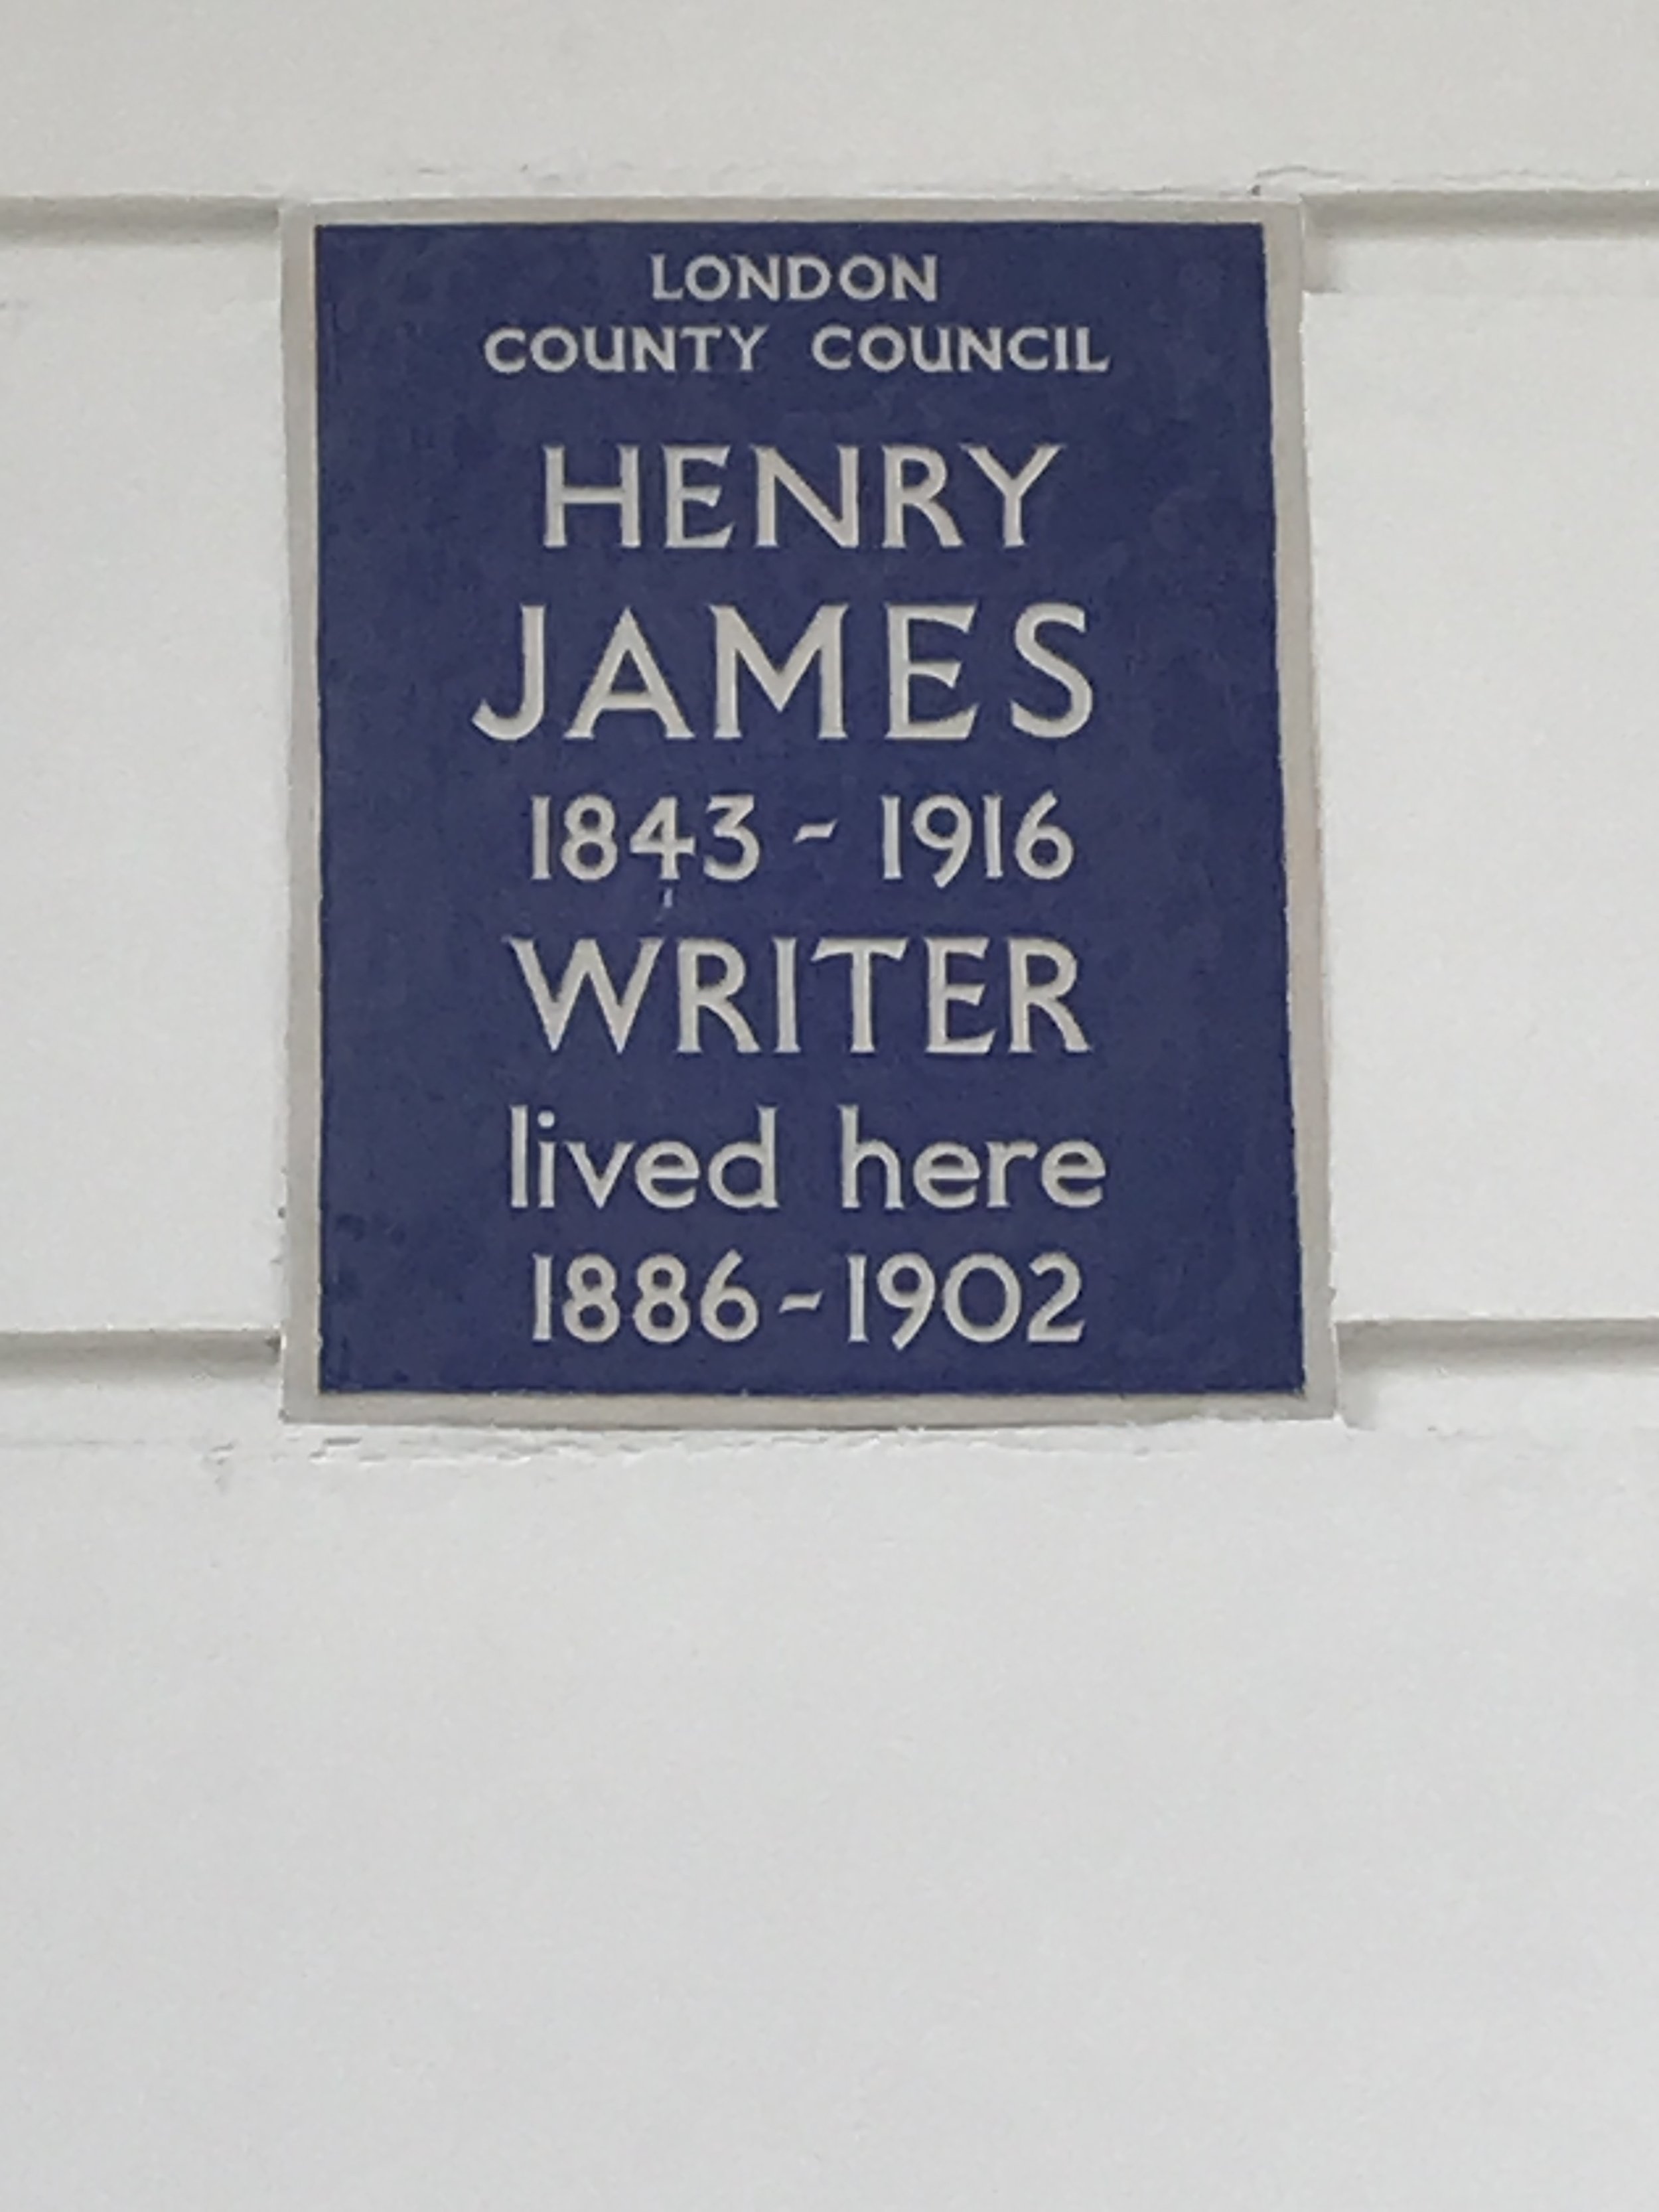 LONDON
COUNTY COUNCIL
HENRY
JAMES
1843 - 1916
WRITER
lived here
1886 - 1902